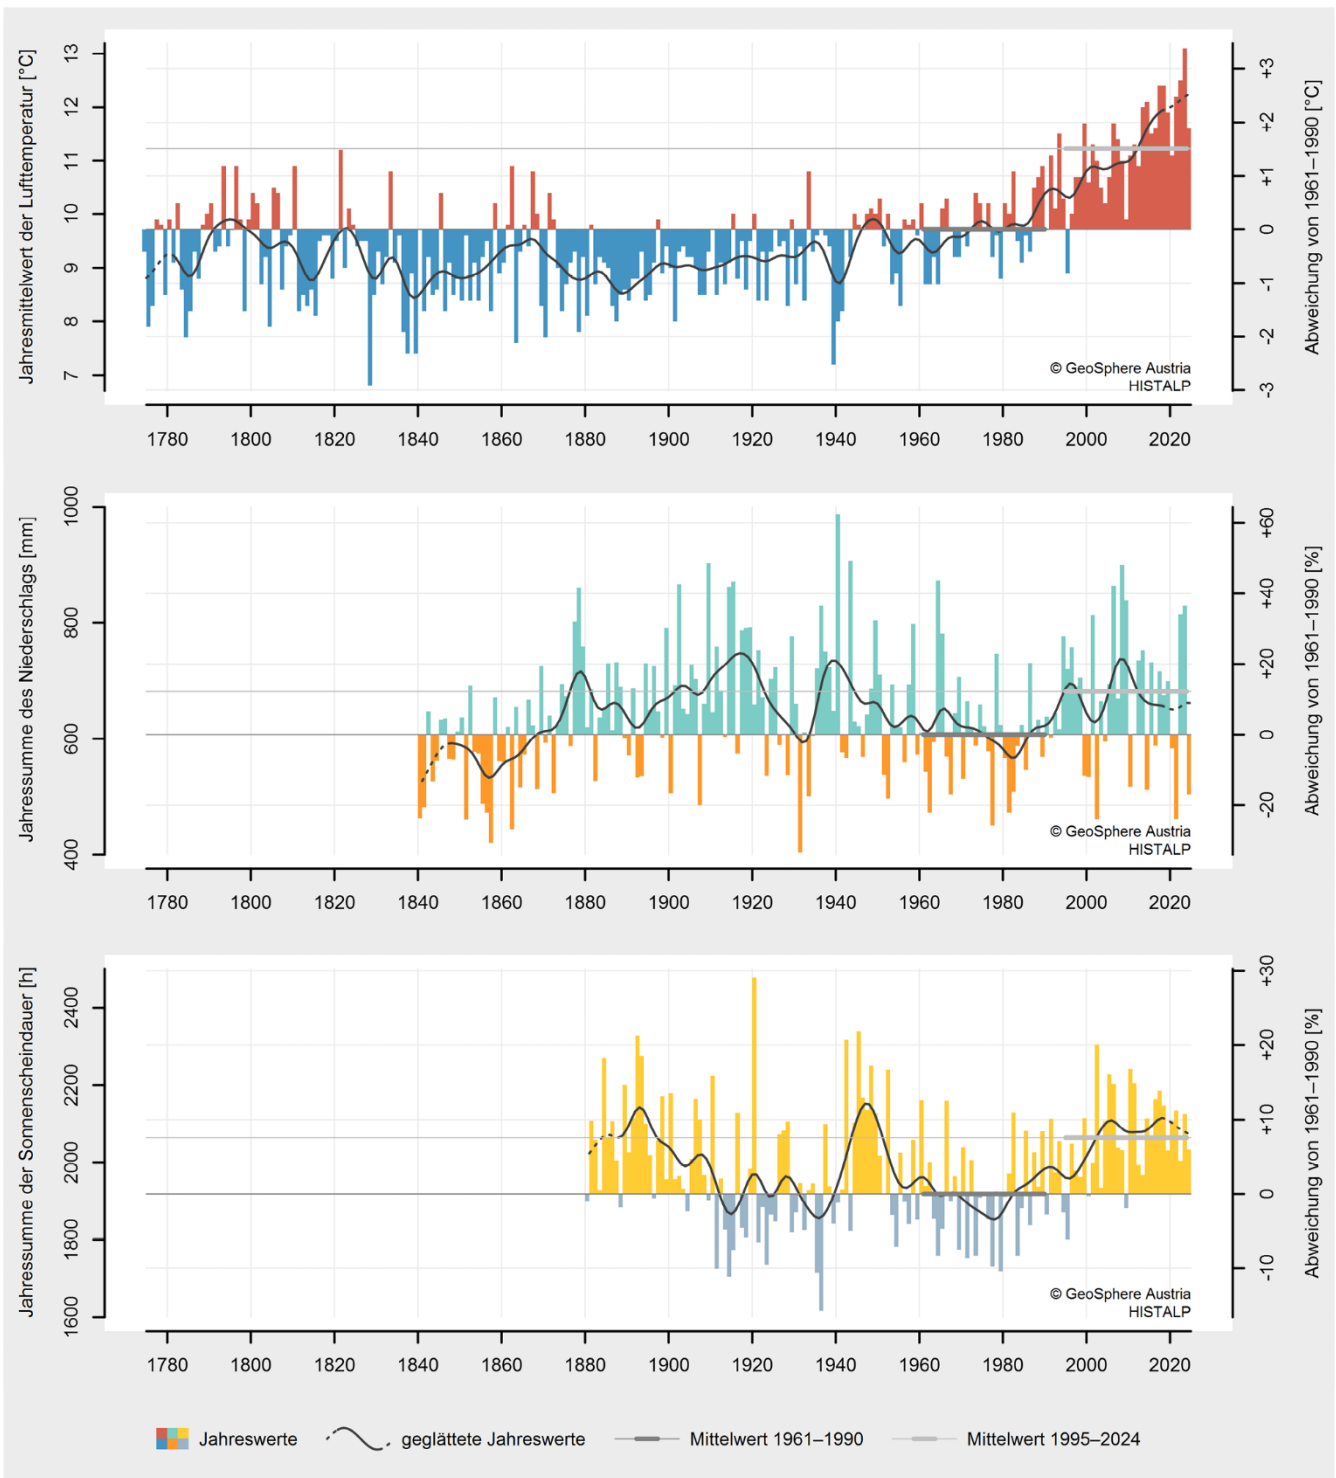 Jahresmittelwert der Lufttemperatur [°C]
13
12
11
10
9
8
7
+3
+2
+1
0
-1
-2
-3
Abweichung von 1961–1990 [°C]
© GeoSphere Austria
HISTALP
1780 1800 1820 1840 1860 1880 1900 1920 1940 1960 1980 2000 2020
Jahressumme des Niederschlags [mm]
1000
800
600
400
+60
+40
+20
0
-20
Abweichung von 1961–1990 [%]
© GeoSphere Austria
HISTALP
1780 1800 1820 1840 1860 1880 1900 1920 1940 1960 1980 2000 2020
Jahressumme der Sonnenscheindauer [h]
2400
2200
2000
1800
1600
+30
+20
+10
0
-10
Abweichung von 1961–1990 [%]
© GeoSphere Austria
HISTALP
1780 1800 1820 1840 1860 1880 1900 1920 1940 1960 1980 2000 2020
Jahreswerte geglättete Jahreswerte Mittelwert 1961–1990 Mittelwert 1995–2024